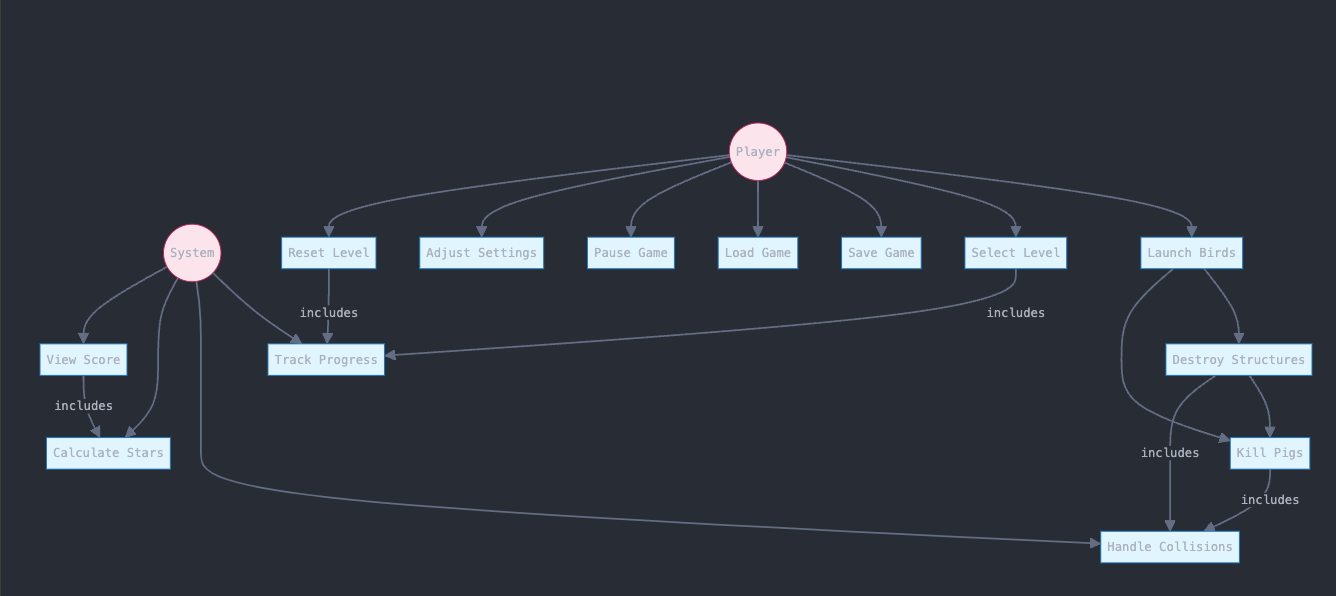 Player
System
Reset Level
Adjust Settings
Pause Game
Load Game
Save Game
Select Level
Launch Birds
includes
includes
View Score
Track Progress
Destroy Structures
includes
Calculate Stars
includes
Kill Pigs
includes
Handle Collisions